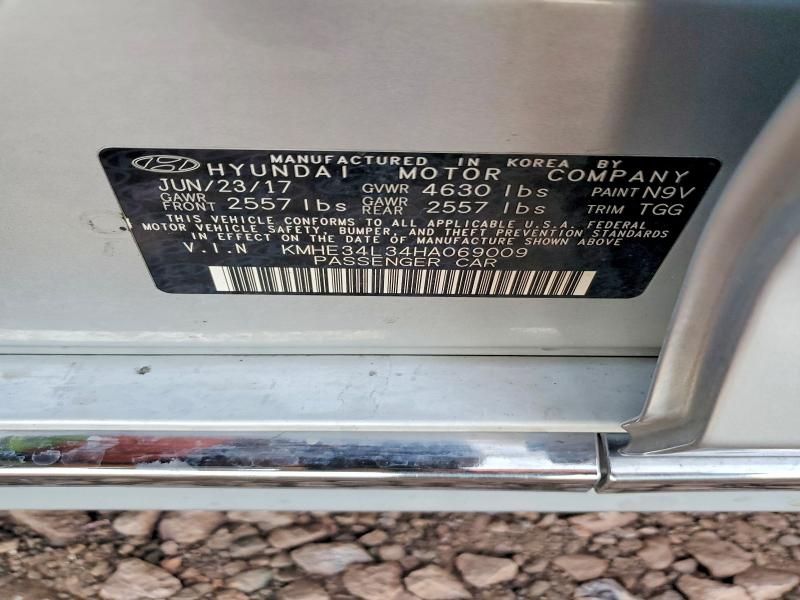 MANUFACTURED IN KOREA BY
HYUNDAI MOTOR COMPANY
JUN/23/17 GVWR 4630 lbs PAINT N9V
GAWR FRONT 2557 lbs GAWR REAR 2557 lbs TRIM TGG
THIS VEHICLE CONFORMS TO ALL APPLICABLE U.S.A. FEDERAL
MOTOR VEHICLE SAFETY, BUMPER, AND THEFT PREVENTION STANDARDS
IN EFFECT ON THE DATE OF MANUFACTURE SHOWN ABOVE
V.I.N KMHE34L34HA069009
PASSENGER CAR